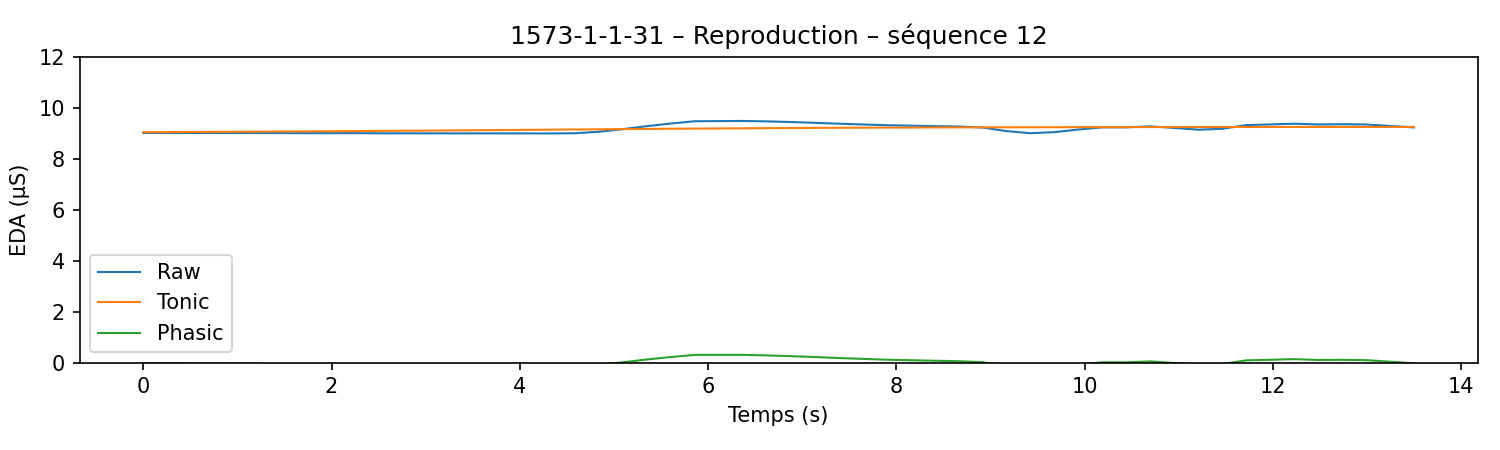 1573-1-1-31 – Reproduction – séquence 12
EDA (µS)
12
10
8
6
4
2
0
Raw
Tonic
Phasic
0 2 4 6 8 10 12 14
Temps (s)